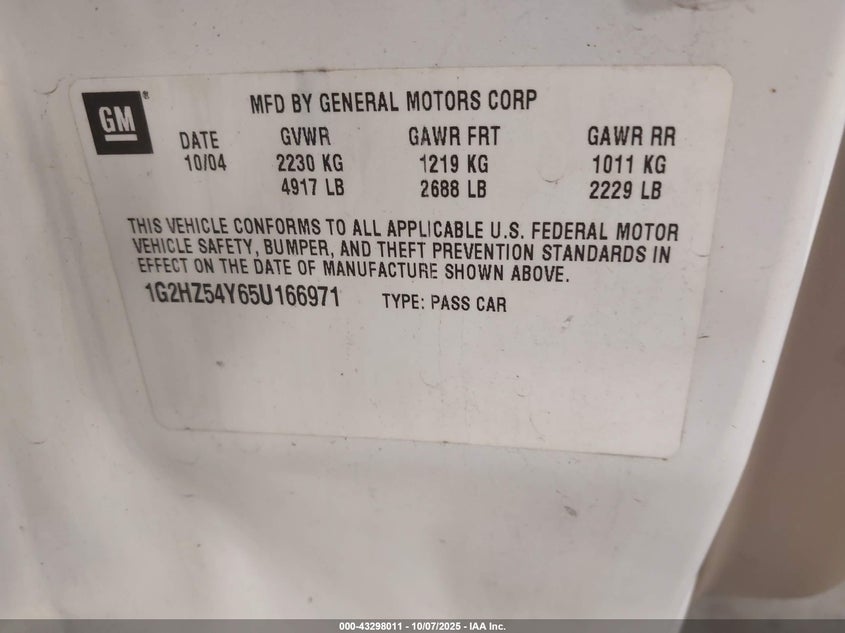 GM
®
MFD BY GENERAL MOTORS CORP
DATE GVWR GAWR FRT GAWR RR
10/04 2230 KG 1219 KG 1011 KG
4917 LB 2688 LB 2229 LB
THIS VEHICLE CONFORMS TO ALL APPLICABLE U.S. FEDERAL MOTOR
VEHICLE SAFETY, BUMPER, AND THEFT PREVENTION STANDARDS IN
EFFECT ON THE DATE OF MANUFACTURE SHOWN ABOVE.
1G2HZ54Y65U166971 TYPE: PASS CAR
000-43298011 - 10/07/2025 - IAA Inc.